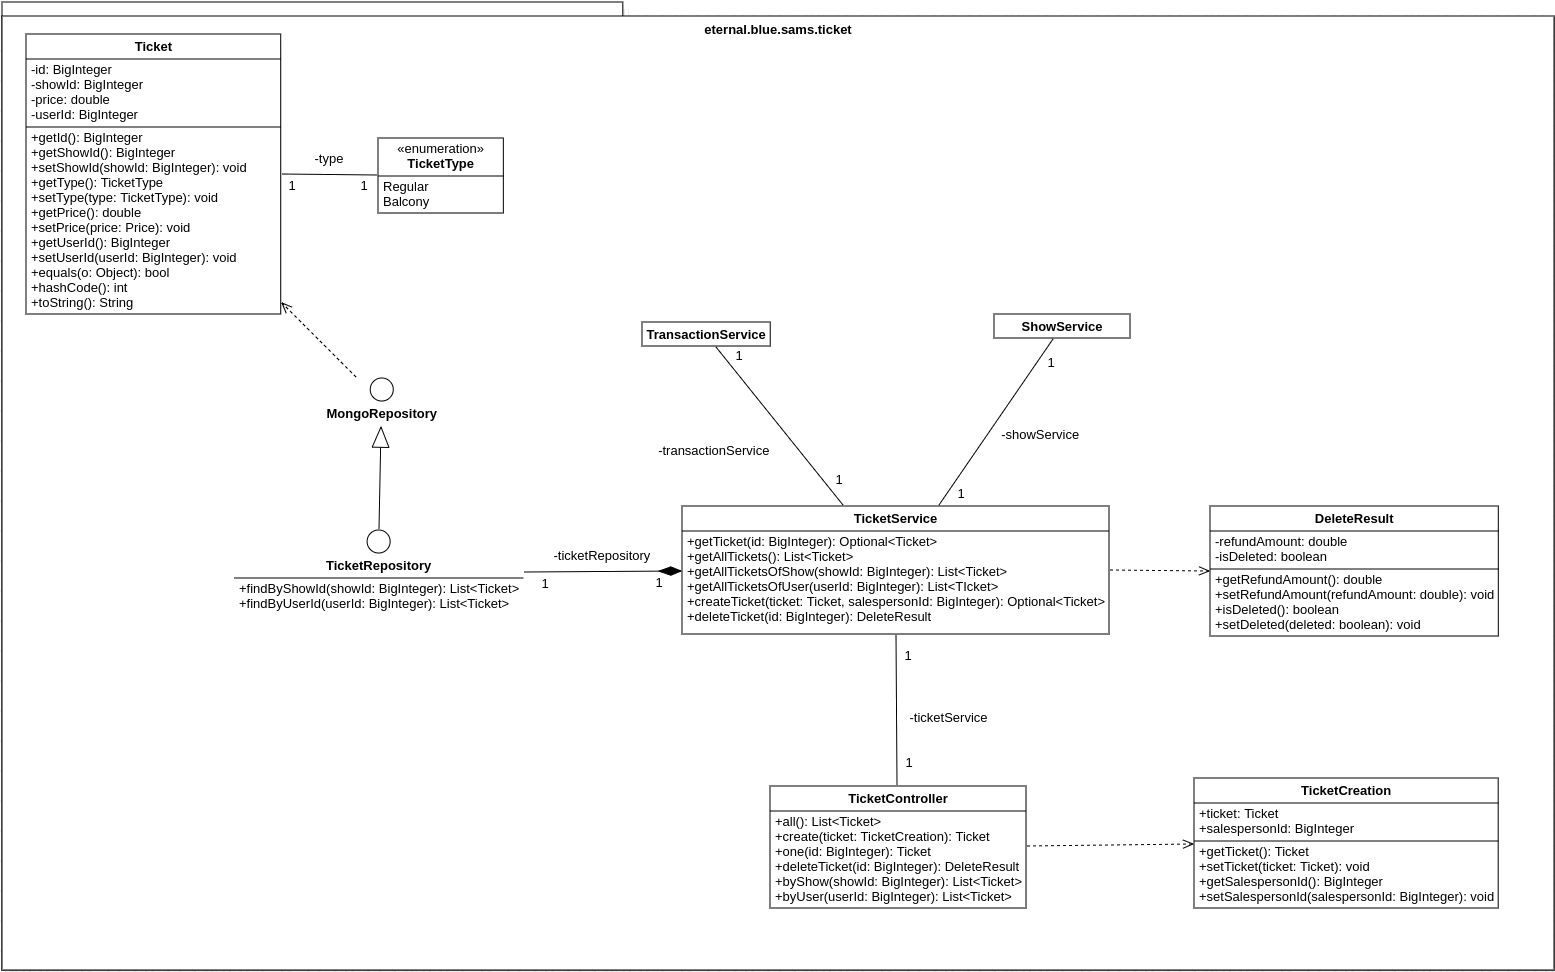 eternal.blue.sams.ticket
Ticket
-id: BigInteger
-showId: BigInteger
-price: double
-userId: BigInteger
+getId(): BigInteger
+getShowId(): BigInteger
+setShowId(showId: BigInteger): void
+getType(): TicketType
+setType(type: TicketType): void
+getPrice(): double
+setPrice(price: Price): void
+getUserId(): BigInteger
+setUserId(userId: BigInteger): void
+equals(o: Object): bool
+hashCode(): int
+toString(): String
-type
1
1
«enumeration»
TicketType
Regular
Balcony
MongoRepository
TicketRepository
+findByShowId(showId: BigInteger): List<Ticket>
+findByUserId(userId: BigInteger): List<Ticket>
-ticketRepository
1
1
TransactionService
1
-transactionService
1
ShowService
1
-showService
1
TicketService
+getTicket(id: BigInteger): Optional<Ticket>
+getAllTickets(): List<Ticket>
+getAllTicketsOfShow(showId: BigInteger): List<Ticket>
+getAllTicketsOfUser(userId: BigInteger): List<TIcket>
+createTicket(ticket: Ticket, salespersonId: BigInteger): Optional<Ticket>
+deleteTicket(id: BigInteger): DeleteResult
DeleteResult
-refundAmount: double
-isDeleted: boolean
+getRefundAmount(): double
+setRefundAmount(refundAmount: double): void
+isDeleted(): boolean
+setDeleted(deleted: boolean): void
1
-ticketService
1
TicketController
+all(): List<Ticket>
+create(ticket: TicketCreation): Ticket
+one(id: BigInteger): Ticket
+deleteTicket(id: BigInteger): DeleteResult
+byShow(showId: BigInteger): List<Ticket>
+byUser(userId: BigInteger): List<Ticket>
TicketCreation
+ticket: Ticket
+salespersonId: BigInteger
+getTicket(): Ticket
+setTicket(ticket: Ticket): void
+getSalespersonId(): BigInteger
+setSalespersonId(salespersonId: BigInteger): void